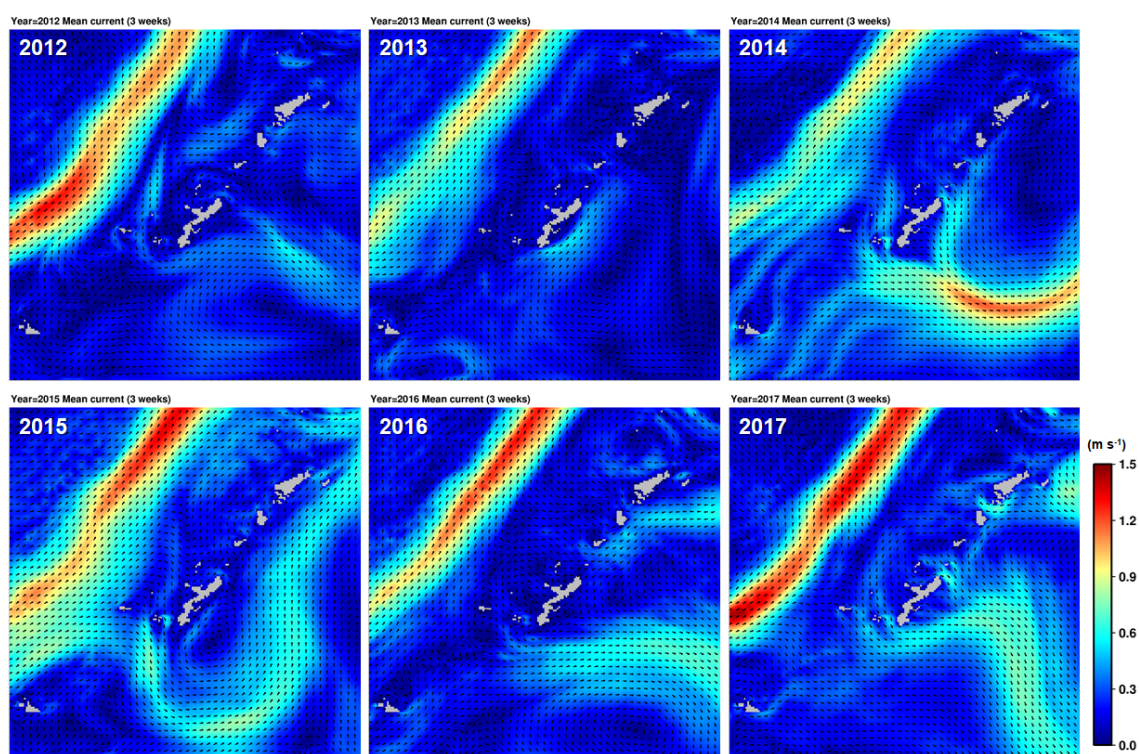 Year=2012 Mean current (3 weeks)
2012
Year=2013 Mean current (3 weeks)
2013
Year=2014 Mean current (3 weeks)
2014
Year=2015 Mean current (3 weeks)
2015
Year=2016 Mean current (3 weeks)
2016
Year=2017 Mean current (3 weeks)
2017
(m s⁻¹)
1.5
1.2
0.9
0.6
0.3
0.0